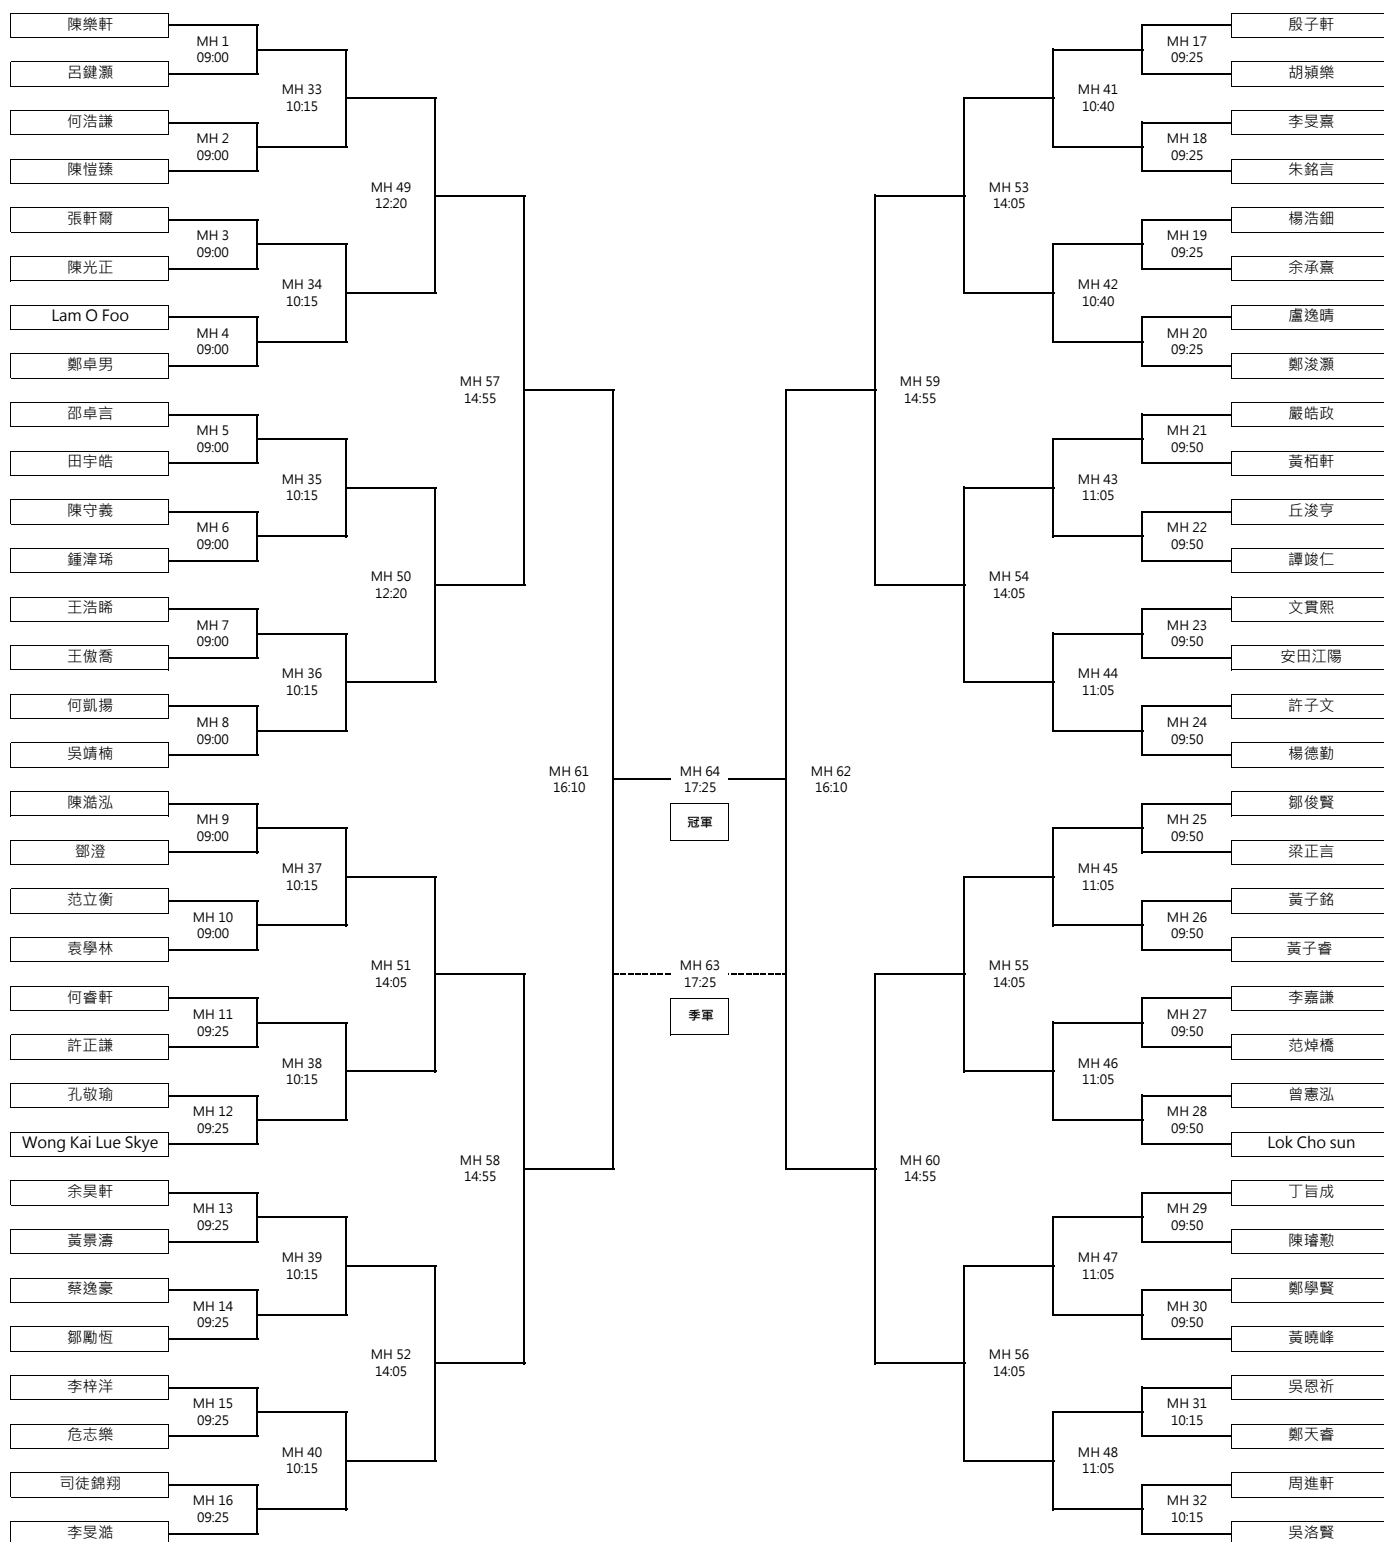 陳樂軒
MH 1
09:00
呂鍵灝
MH 33
10:15
何浩謙
MH 2
09:00
陳愷臻
MH 49
12:20
張軒爾
MH 3
09:00
陳光正
MH 34
10:15
Lam O Foo
MH 4
09:00
鄭卓男
MH 57
14:55
邵卓言
MH 5
09:00
田宇皓
MH 35
10:15
陳守義
MH 6
09:00
鍾湋琋
MH 50
12:20
王浩晞
MH 7
09:00
王傲喬
MH 36
10:15
何凱揚
MH 8
09:00
吳靖楠
MH 61
16:10
陳澔泓
MH 9
09:00
鄧澄
MH 37
10:15
范立衡
MH 10
09:00
袁學林
MH 51
14:05
何睿軒
MH 11
09:25
許正謙
MH 38
10:15
孔敬瑜
MH 12
09:25
Wong Kai Lue Skye
MH 58
14:55
余昊軒
MH 13
09:25
黃景濤
MH 39
10:15
蔡逸豪
MH 14
09:25
鄒勵恆
MH 52
14:05
李梓洋
MH 15
09:25
危志樂
MH 40
10:15
司徒錦翔
MH 16
09:25
李旻澔
MH 64
17:25
冠軍
MH 63
17:25
季軍
殷子軒
MH 17
09:25
胡潁樂
MH 41
10:40
李旻熹
MH 18
09:25
朱銘言
MH 53
14:05
楊浩鈿
MH 19
09:25
余承熹
MH 42
10:40
盧逸晴
MH 20
09:25
鄭浚灝
MH 59
14:55
嚴皓政
MH 21
09:50
黃栢軒
MH 43
11:05
丘浚亨
MH 22
09:50
譚竣仁
MH 54
14:05
文貫熙
MH 23
09:50
安田江陽
MH 44
11:05
許子文
MH 24
09:50
楊德勤
MH 62
16:10
鄒俊賢
MH 25
09:50
梁正言
MH 45
11:05
黃子銘
MH 26
09:50
黃子睿
MH 55
14:05
李嘉謙
MH 27
09:50
范焯橋
MH 46
11:05
曾憲泓
MH 28
09:50
Lok Cho sun
MH 60
14:55
丁旨成
MH 29
09:50
陳璿懃
MH 47
11:05
鄭學賢
MH 30
09:50
黃曉峰
MH 56
14:05
吳恩祈
MH 31
10:15
鄭天睿
MH 48
11:05
周進軒
MH 32
10:15
吳洛賢